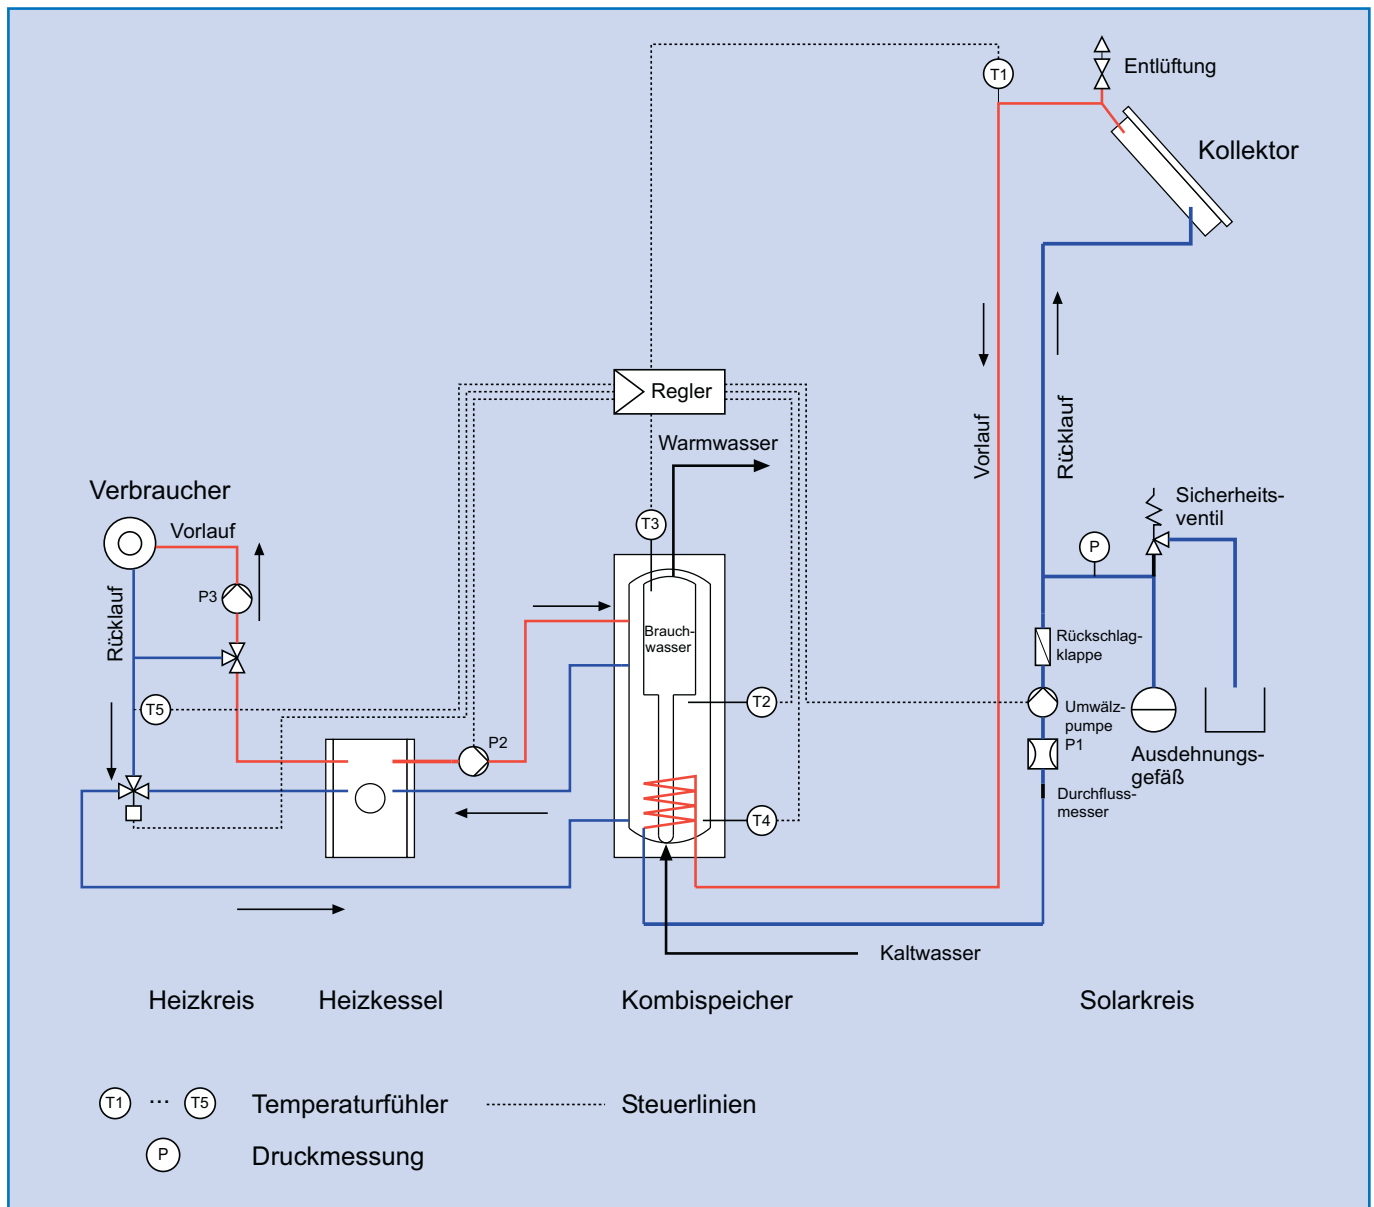 T1
Entlüftung
Kollektor
Regler
Warmwasser
Vorlauf
Rücklauf
Verbraucher
Vorlauf
Rücklauf
P3
T3
Sicherheits-
ventil
P
Brauch-
wasser
Rückschlag-
klappe
T5
T2
Umwälz-
pumpe
P1
P2
Ausdehnungs-
gefäß
Durchfluss-
messer
T4
Kaltwasser
Heizkreis
Heizkessel
Kombispeicher
Solarkreis
T1 ... T5 Temperaturfühler
Steuerlinien
P Druckmessung